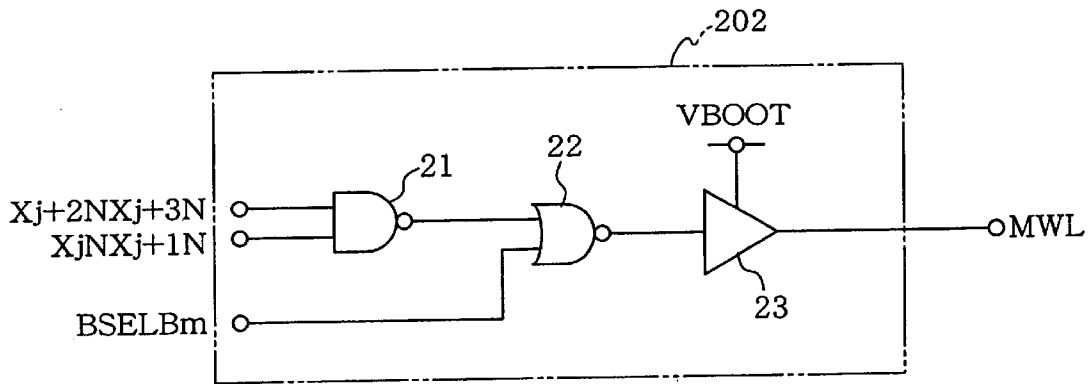 202
VBOOT
21
22
Xj+2NXj+3N
XjNXj+1N
MWL
23
BSELBm